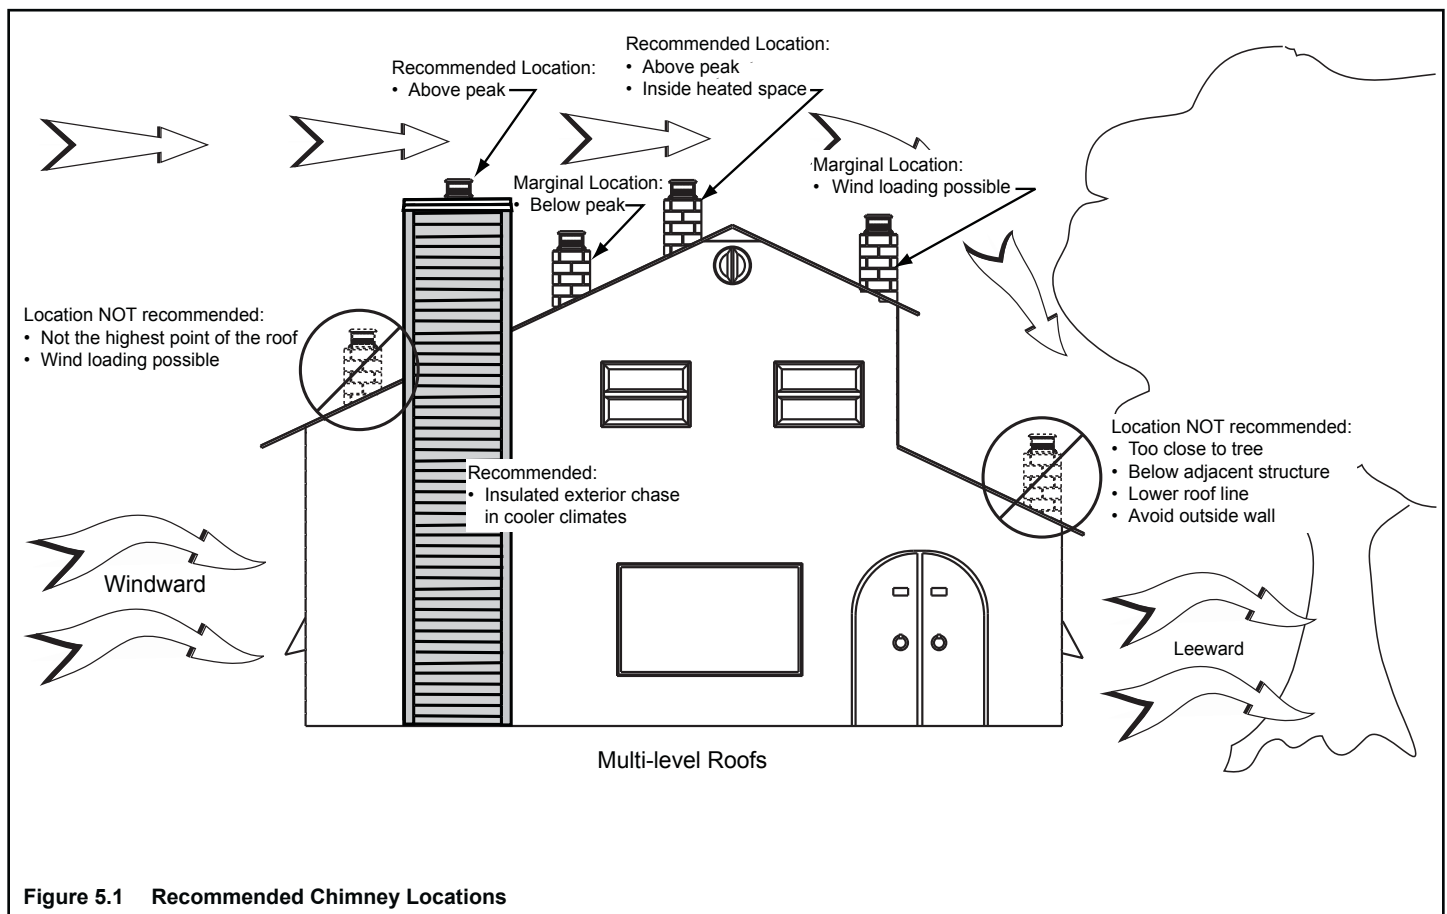 Recommended Location:
• Above peak
Recommended Location:
• Above peak
• Inside heated space
Marginal Location:
• Below peak
Marginal Location:
• Wind loading possible
Location NOT recommended:
• Not the highest point of the roof
• Wind loading possible
Location NOT recommended:
• Too close to tree
• Below adjacent structure
• Lower roof line
• Avoid outside wall
Recommended:
• Insulated exterior chase
in cooler climates
Windward
Leeward
Multi-level Roofs
Figure 5.1 Recommended Chimney Locations